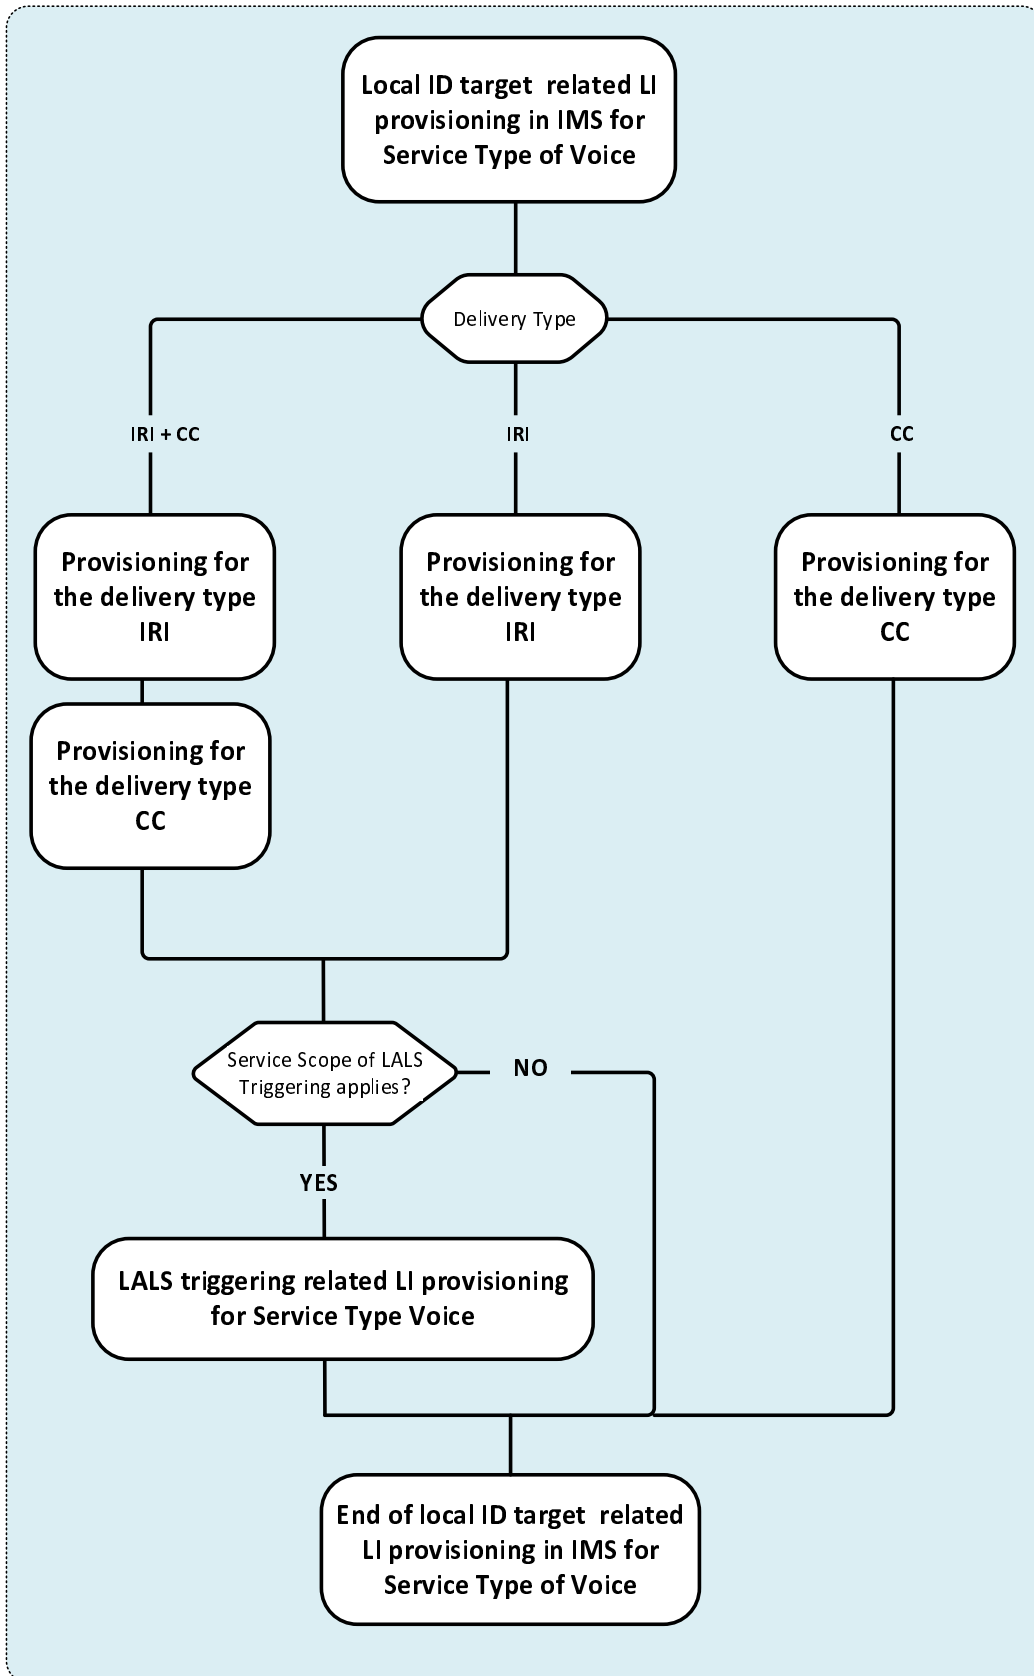 Local ID target  related LI
provisioning in IMS for
Service Type of Voice
Delivery Type
IRI + CC
IRI
CC
Provisioning for
the delivery type
IRI
Provisioning for
the delivery type
IRI
Provisioning for
the delivery type
CC
Provisioning for
the delivery type
CC
Service Scope of LALS
Triggering applies?
NO
YES
LALS triggering related LI provisioning
for Service Type Voice
End of local ID target  related
LI provisioning in IMS for
Service Type of Voice